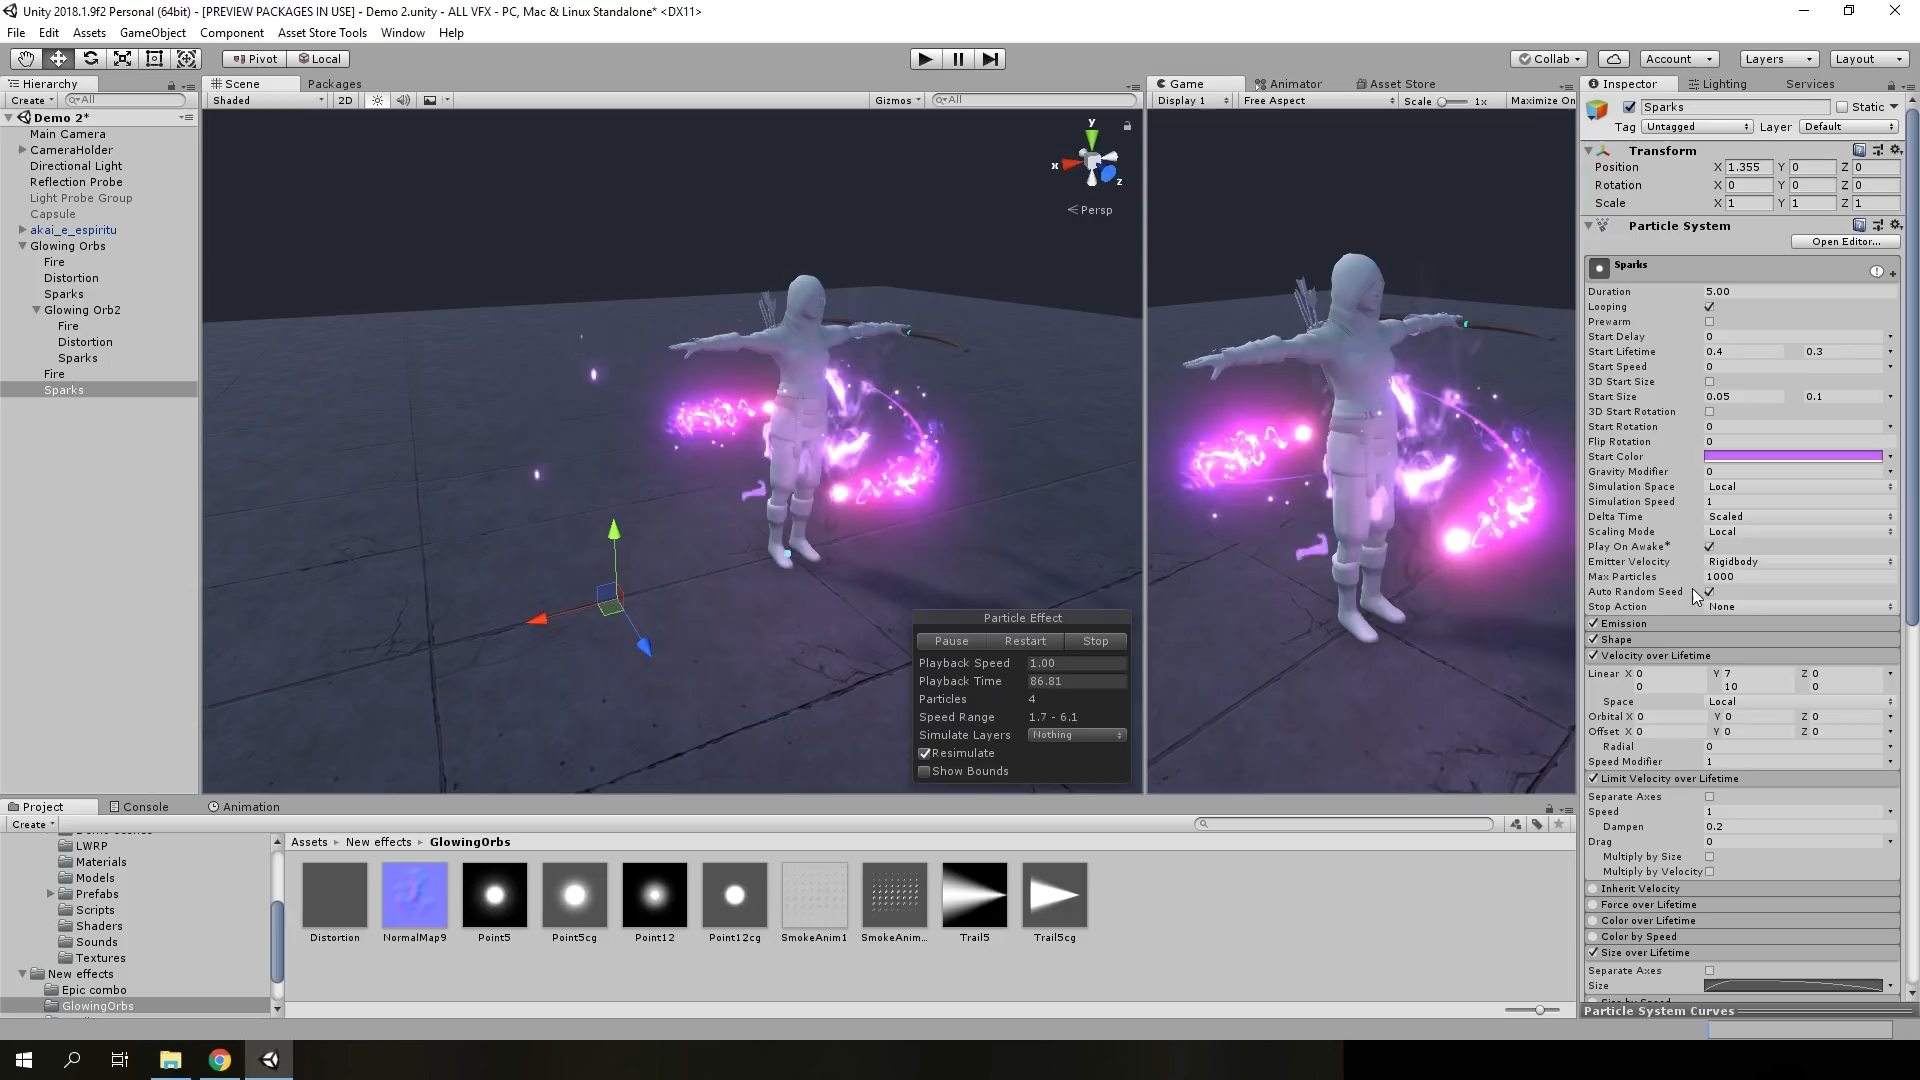 Unity 2018.1.9f2 Personal (64bit) - [PREVIEW PACKAGES IN USE] - Demo 2.unity - ALL VFX - PC, Mac & Linux Standalone* <DX11>
File Edit Assets GameObject Component Asset Store Tools Window Help
Pivot Local Collab Account Layers Layout
Hierarchy
Create All
Demo 2*
Main Camera
CameraHolder
Directional Light
Reflection Probe
Light Probe Group
Capsule
akai_e_espiritu
Glowing Orbs
Fire
Distortion
Sparks
Glowing Orb2
Fire
Distortion
Sparks
Fire
Sparks
Scene Packages
Shaded 2D Gizmos All
y
x
z
Persp
Particle Effect
Pause Restart Stop
Playback Speed 1.00
Playback Time 86.81
Particles 4
Speed Range 1.7 - 6.1
Simulate Layers Nothing
Resimulate
Show Bounds
Game Animator Asset Store
Display 1 Free Aspect Scale 1x Maximize On
Inspector Lighting Services
Sparks Static
Tag Untagged Layer Default
Transform
Position X 1.355 Y 0 Z 0
Rotation X 0 Y 0 Z 0
Scale X 1 Y 1 Z 1
Particle System
Open Editor...
Sparks
Duration 5.00
Looping
Prewarm
Start Delay 0
Start Lifetime 0.4 0.3
Start Speed 0
3D Start Size
Start Size 0.05 0.1
3D Start Rotation
Start Rotation 0
Flip Rotation 0
Start Color
Gravity Modifier 0
Simulation Space Local
Simulation Speed 1
Delta Time Scaled
Scaling Mode Local
Play On Awake*
Emitter Velocity Rigidbody
Max Particles 1000
Auto Random Seed
Stop Action None
Emission
Shape
Velocity over Lifetime
Linear X 0 Y 7 Z 0
0 10 0
Space Local
Orbital X 0 Y 0 Z 0
Offset X 0 Y 0 Z 0
Radial 0
Speed Modifier 1
Limit Velocity over Lifetime
Separate Axes
Speed 1
Dampen 0.2
Drag 0
Multiply by Size
Multiply by Velocity
Inherit Velocity
Force over Lifetime
Color over Lifetime
Color by Speed
Size over Lifetime
Separate Axes
Size
Particle System Curves
Project Console Animation
Create
LWRP
Materials
Models
Prefabs
Scripts
Shaders
Sounds
Textures
New effects
Epic combo
GlowingOrbs
Assets New effects GlowingOrbs
Distortion NormalMap9 Point5 Point5cg Point12 Point12cg SmokeAnim1 SmokeAnim... Trail5 Trail5cg